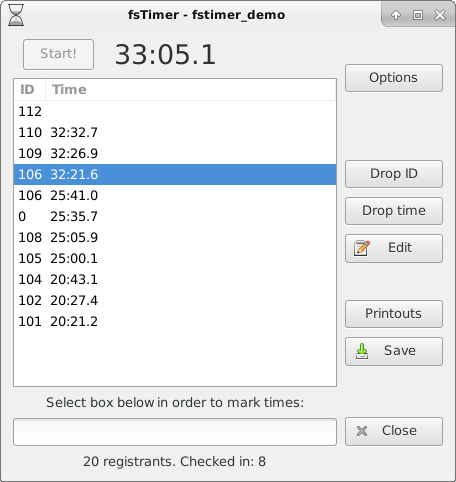 fsTimer - fstimer_demo
Start! 33:05.1
Options
ID Time
112
110 32:32.7
109 32:26.9
106 32:21.6
106 25:41.0
0 25:35.7
108 25:05.9
105 25:00.1
104 20:43.1
102 20:27.4
101 20:21.2
Drop ID
Drop time
Edit
Printouts
Save
Select box below in order to mark times:
Close
20 registrants. Checked in: 8